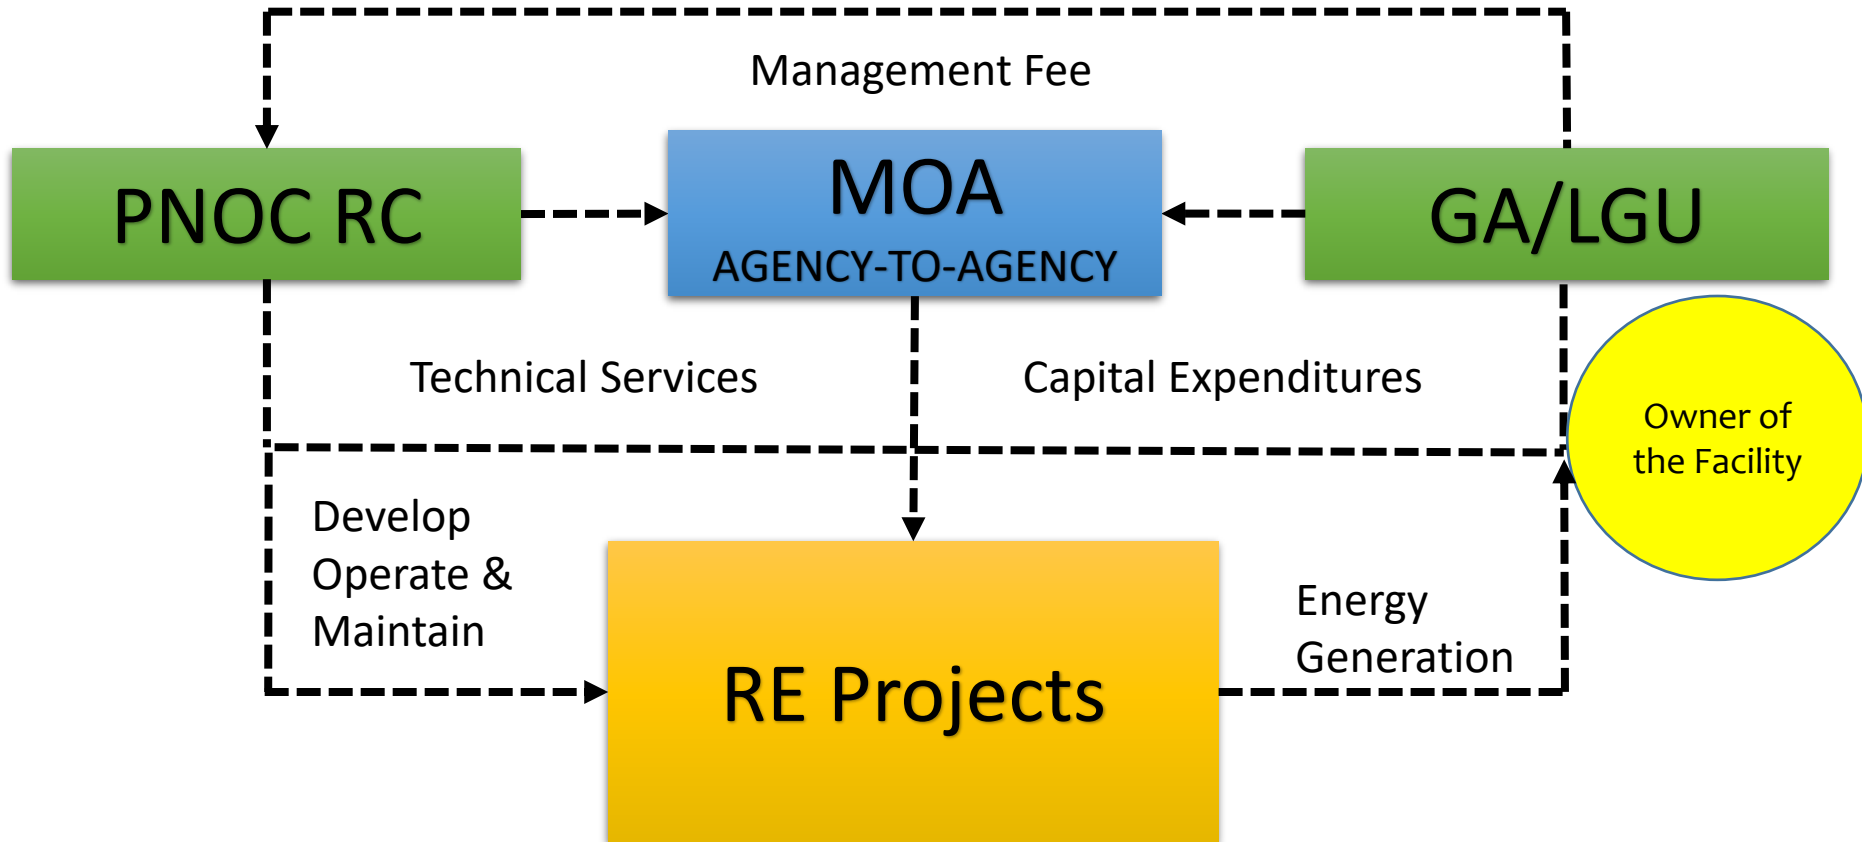 Management Fee
PNOC RC
MOA
AGENCY-TO-AGENCY
GA/LGU
Technical Services
Capital Expenditures
Owner of
the Facility
Develop
Operate &
Maintain
RE Projects
Energy
Generation